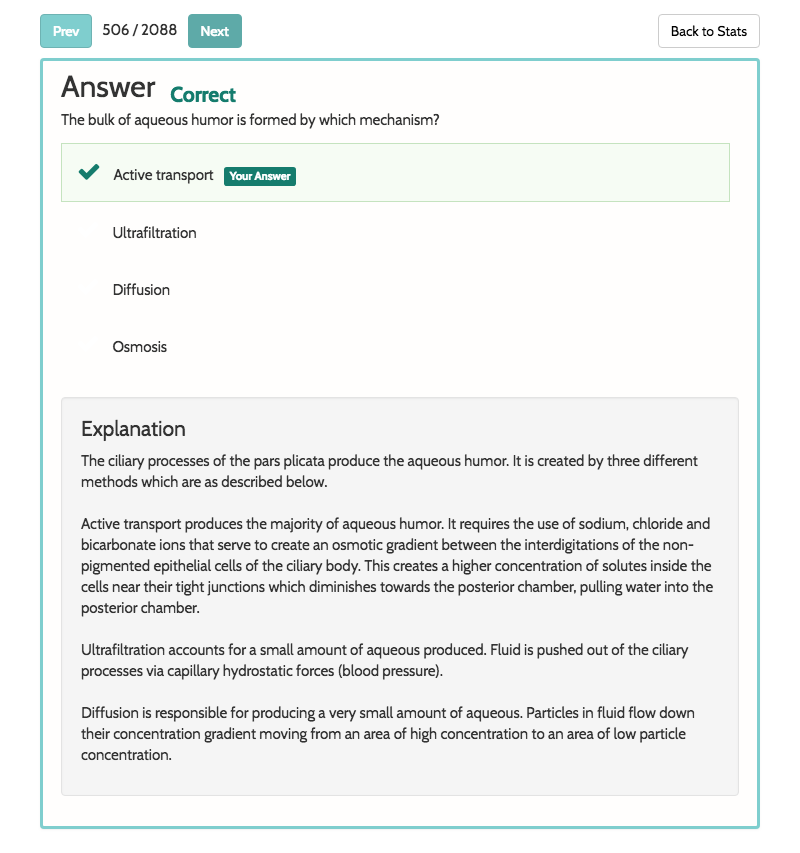 Prev 506 / 2088 Next Back to Stats
Answer Correct
The bulk of aqueous humor is formed by which mechanism?
Active transport Your Answer
Ultrafiltration
Diffusion
Osmosis
Explanation
The ciliary processes of the pars plicata produce the aqueous humor. It is created by three different
methods which are as described below.
Active transport produces the majority of aqueous humor. It requires the use of sodium, chloride and
bicarbonate ions that serve to create an osmotic gradient between the interdigitations of the non-
pigmented epithelial cells of the ciliary body. This creates a higher concentration of solutes inside the
cells near their tight junctions which diminishes towards the posterior chamber, pulling water into the
posterior chamber.
Ultrafiltration accounts for a small amount of aqueous produced. Fluid is pushed out of the ciliary
processes via capillary hydrostatic forces (blood pressure).
Diffusion is responsible for producing a very small amount of aqueous. Particles in fluid flow down
their concentration gradient moving from an area of high concentration to an area of low particle
concentration.